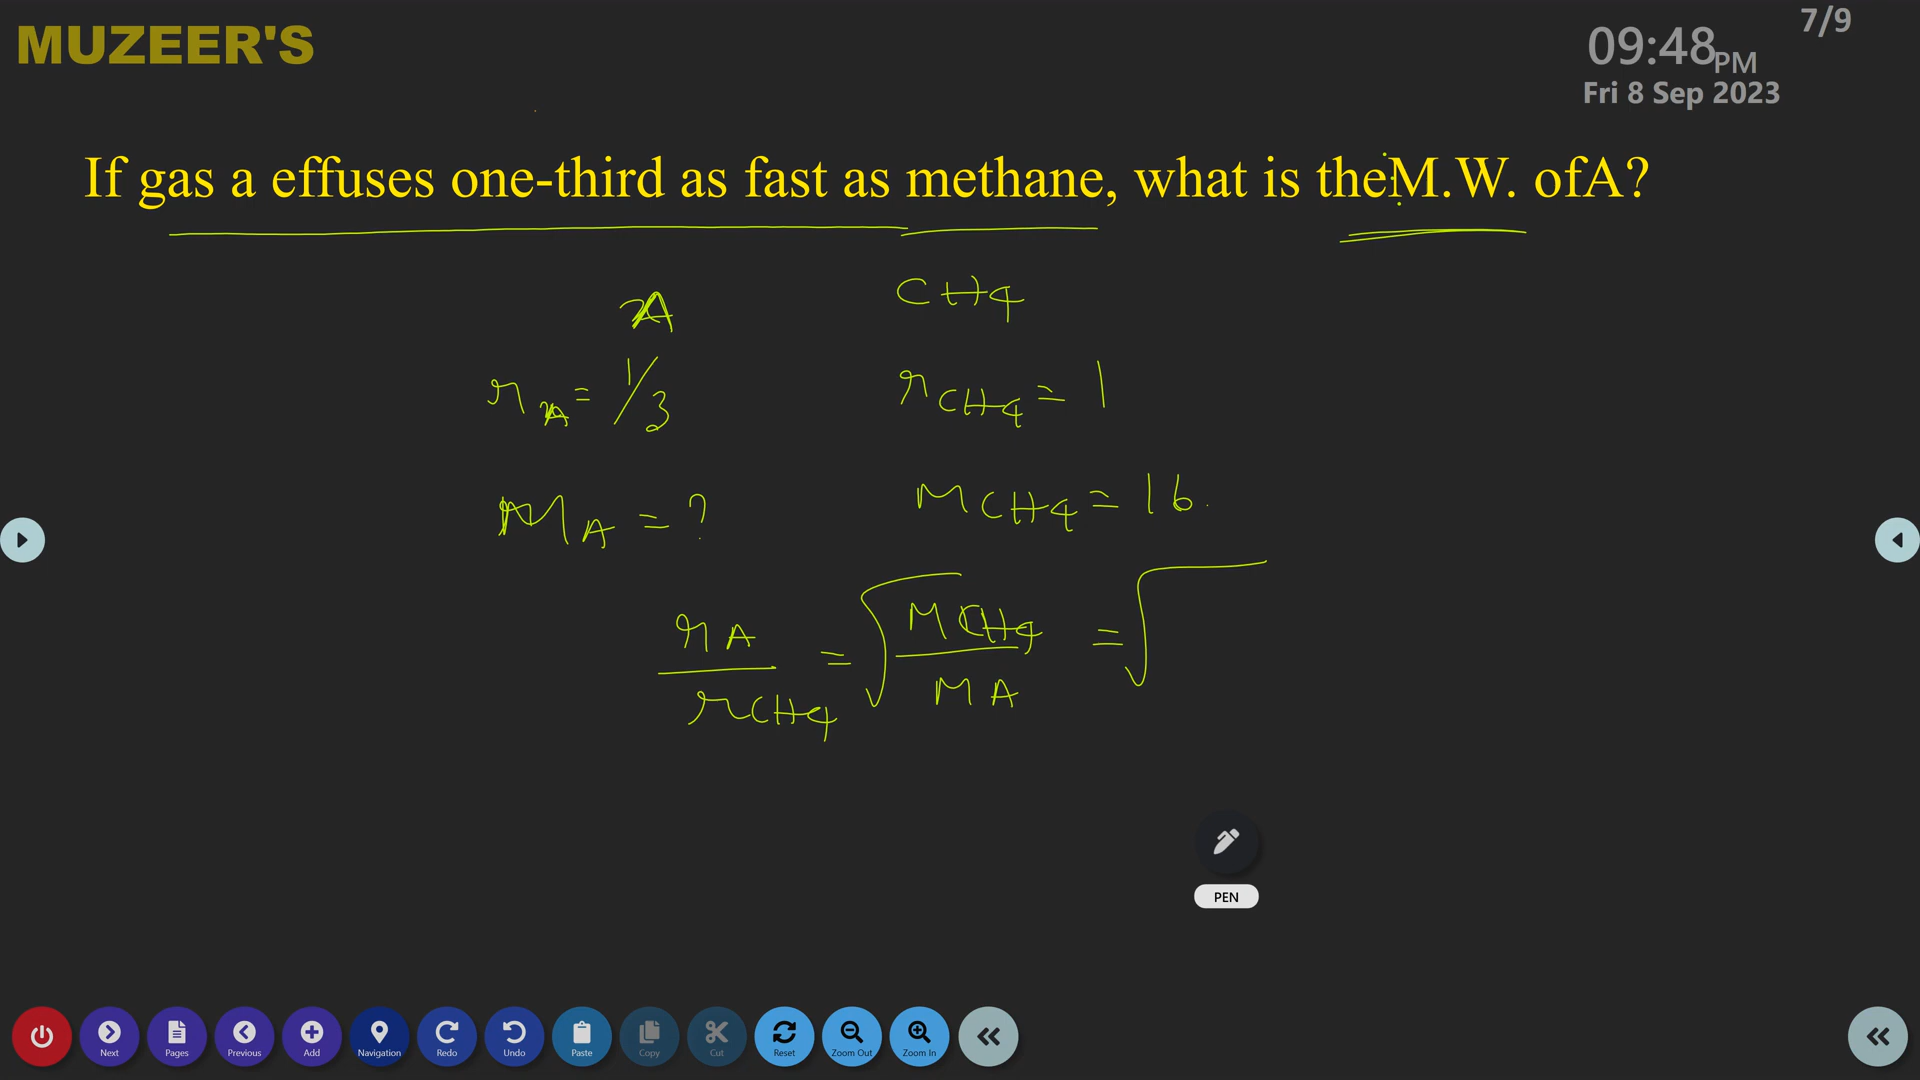 MUZEER'S
7/9
09:48PM
Fri 8 Sep 2023
If gas a effuses one-third as fast as methane, what is theM.W. ofA?
A CH4
rA = 1/3 rCH4 = 1
MA = ? MCH4 = 16.
rA/rCH4 = √MCH4/MA = √
PEN
Next Pages Previous Add Navigation Redo Undo Paste Copy Cut Reset Zoom Out Zoom In